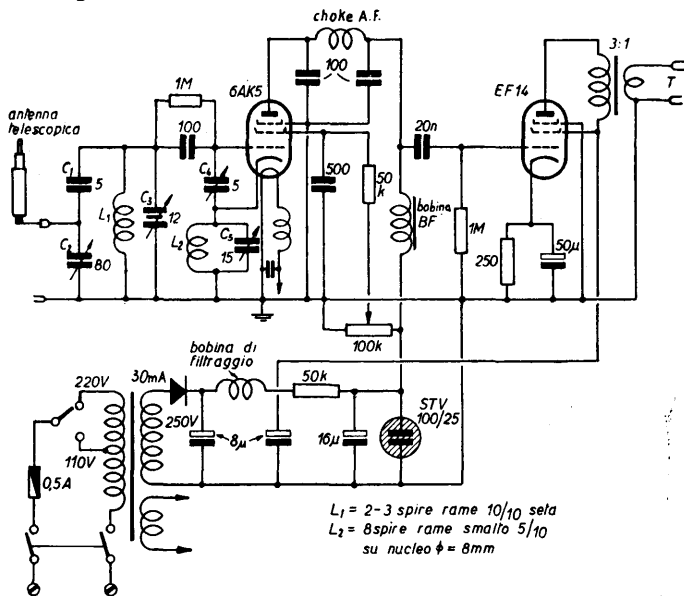 choke A.F.
3:1
100
1M
6AK5
EF14
T
antenna
telescopica
100
20n
C1
5
C4
5
500
50
k
L1
C3
12
bobina
BF
C2
80
L2
C5
15
1M
250
50µ
100k
bobina di
filtraggio
30mA
50k
220V
250V
8µ
16µ
STV
100/25
110V
0,5A
L1 = 2-3 spire rame 10/10 seta
L2 = 8 spire rame smalto 5/10
su nucleo ϕ = 8mm